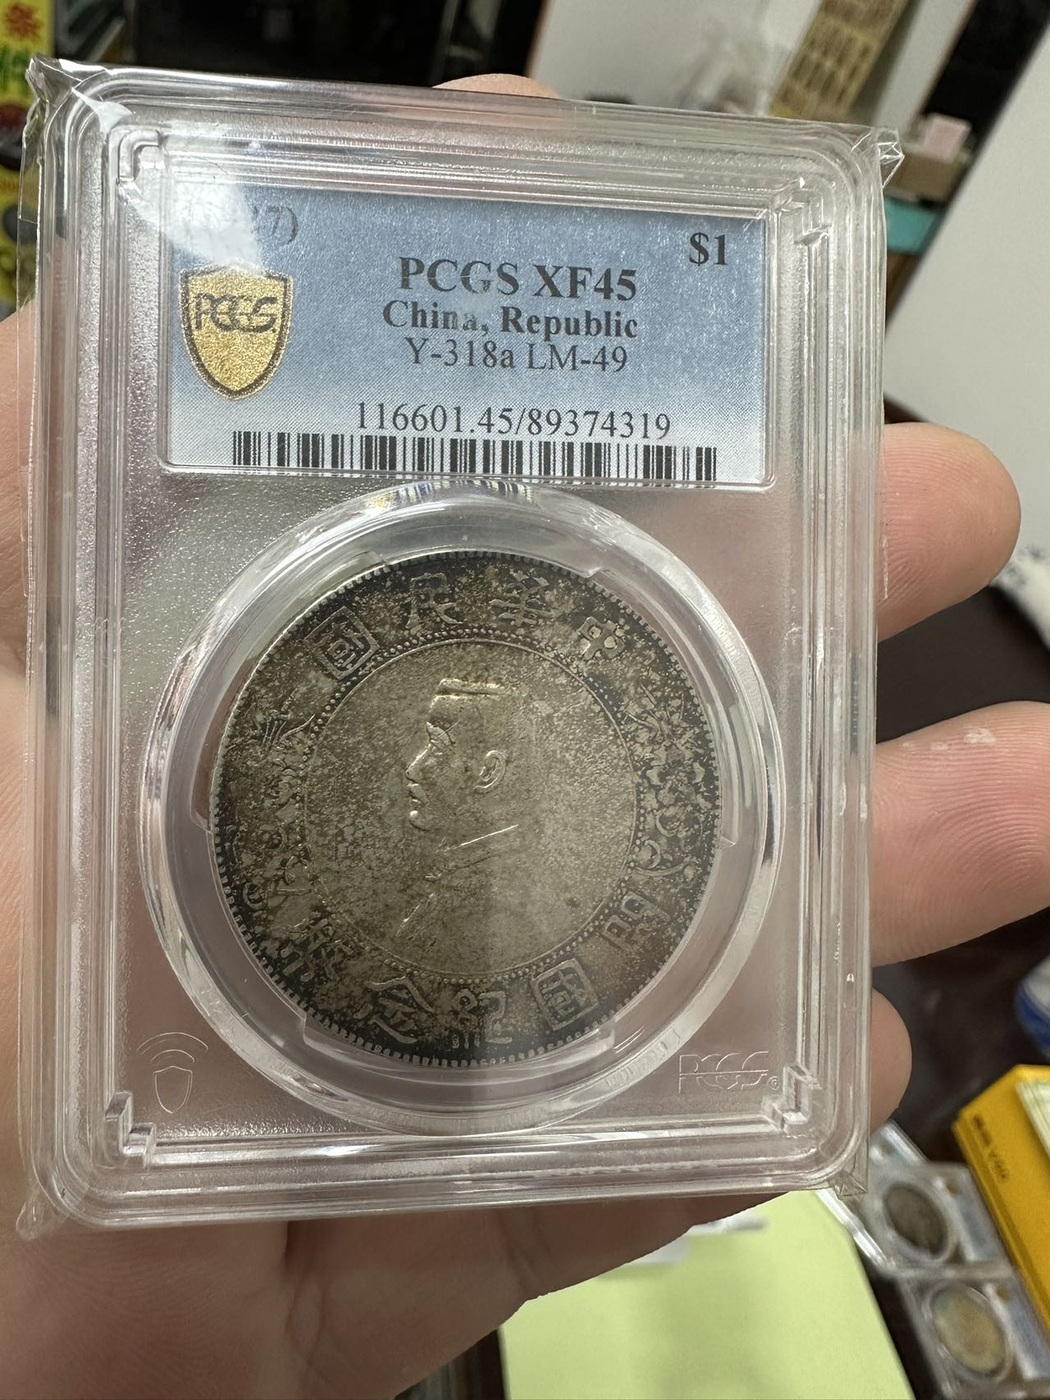 7)
$1
PCGS XF45
PCGS
China, Republic
Y-318a LM-49
116601.45/89374319
中華民國
開國紀念幣
PCGS